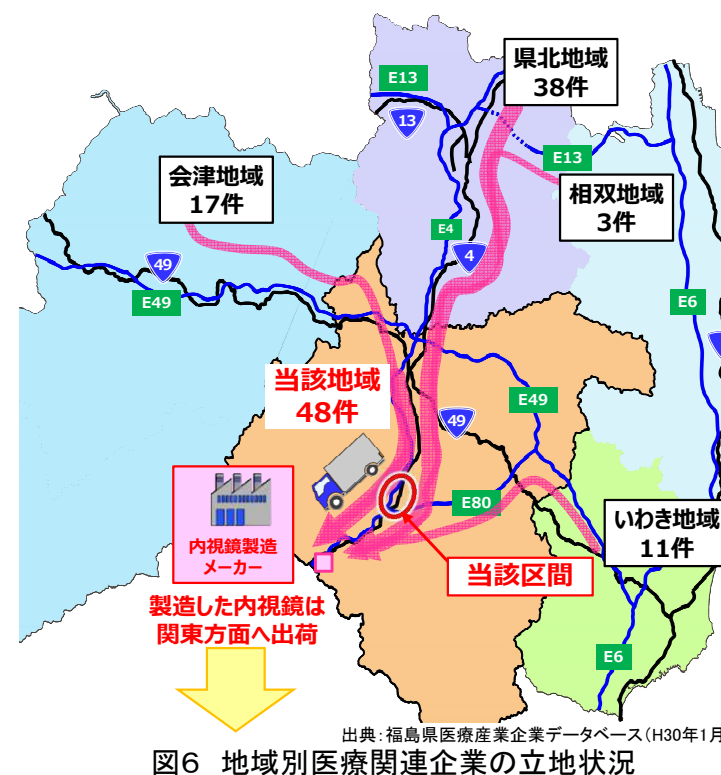 県北地域
38件
E13
13
E13
会津地域
17件
相双地域
3件
E4
4
49
E49
E6
当該地域
48件
E49
49
E80
内視鏡製造
メーカー
いわき地域
11件
当該区間
製造した内視鏡は
関東方面へ出荷
E6
出典：福島県医療産業企業データベース（H30年1月
図6 地域別医療関連企業の立地状況